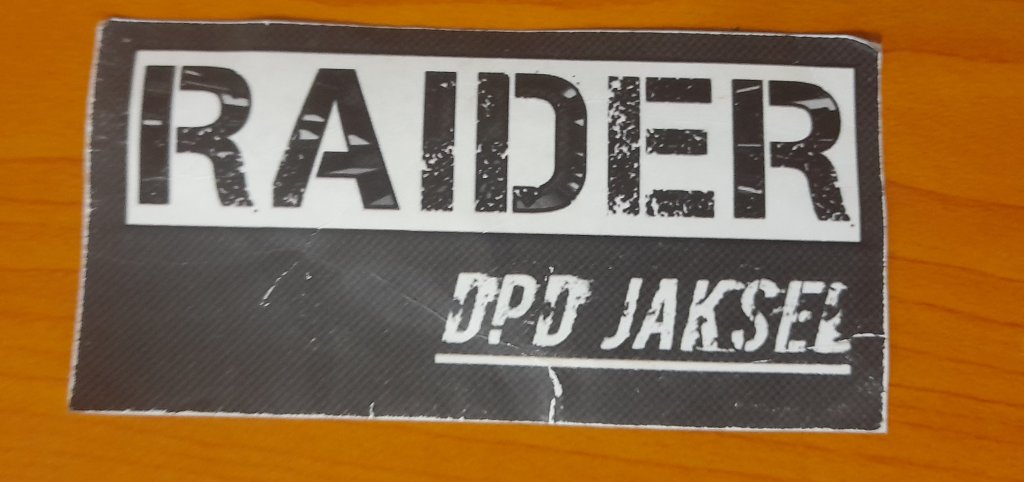 RAIDER
DPD JAKSEL